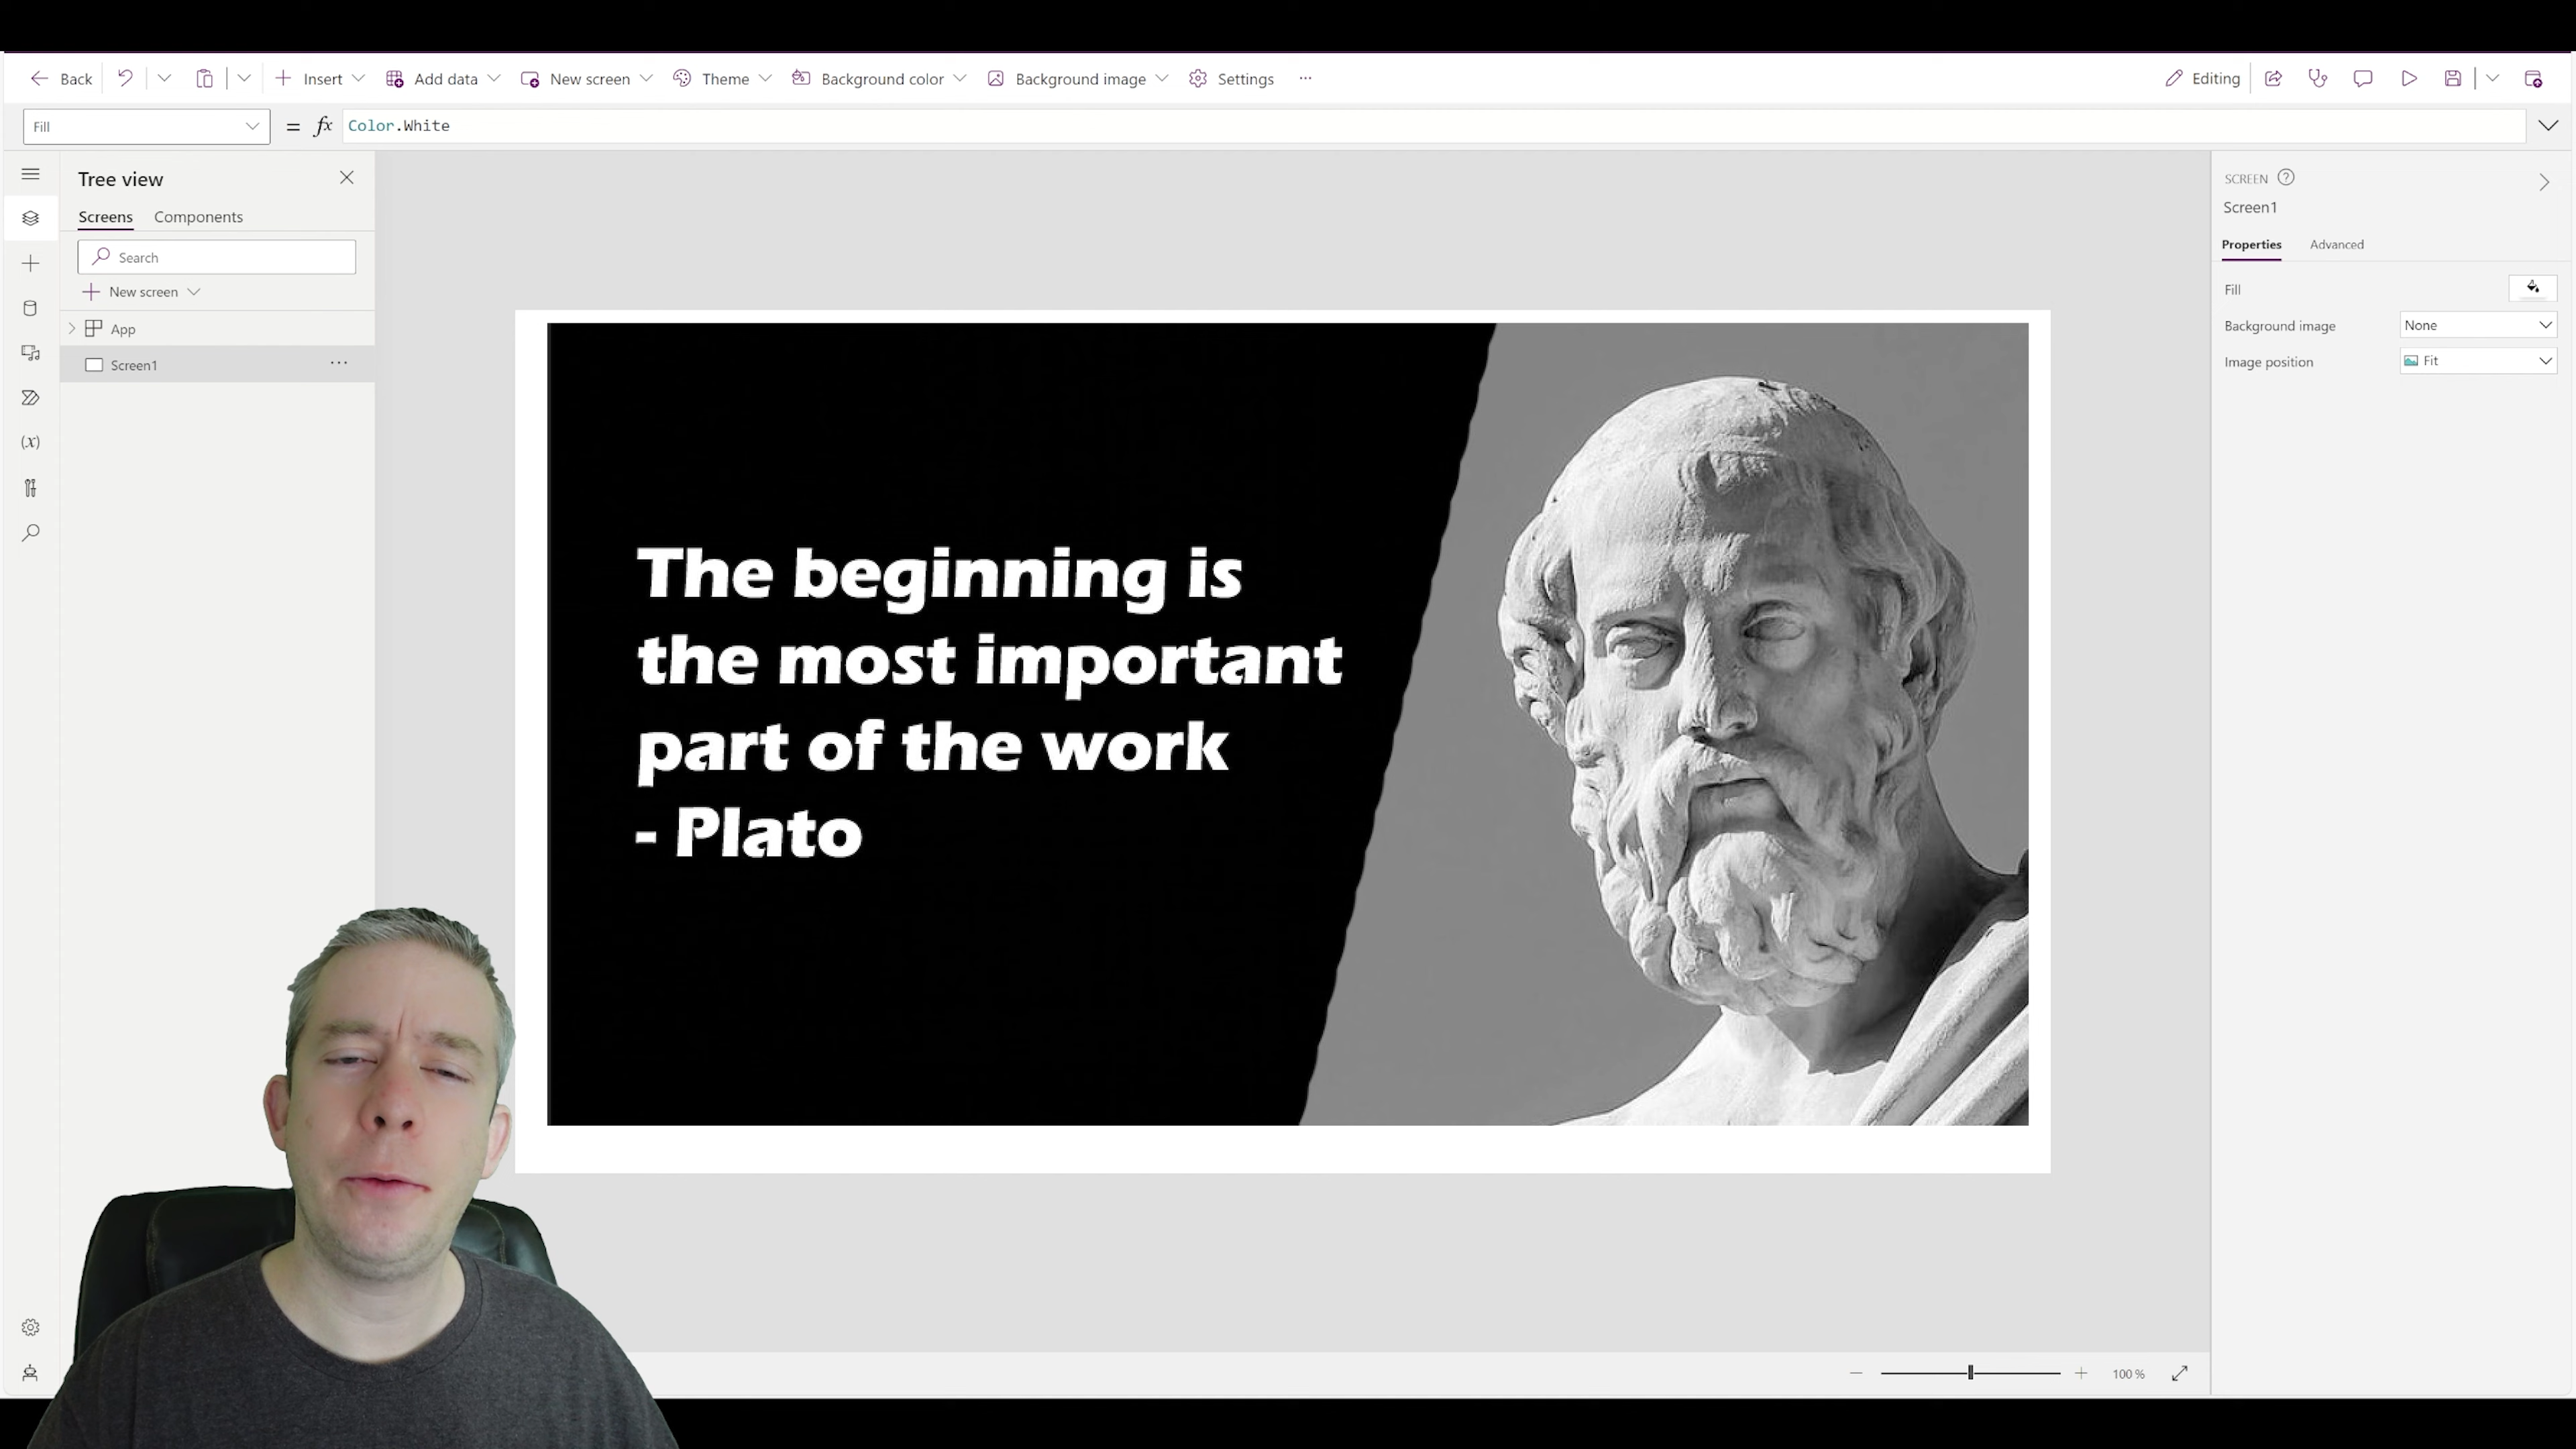 Back
Insert
Add data
New screen
Theme
Background color
Background image
Settings
...
Editing
Fill
= fx Color.White
Tree view
Screens Components
Search
New screen
App
Screen1
...
(x)
The beginning is
the most important
part of the work
- Plato
SCREEN
Screen1
Properties Advanced
Fill
Background image None
Image position Fit
100 %